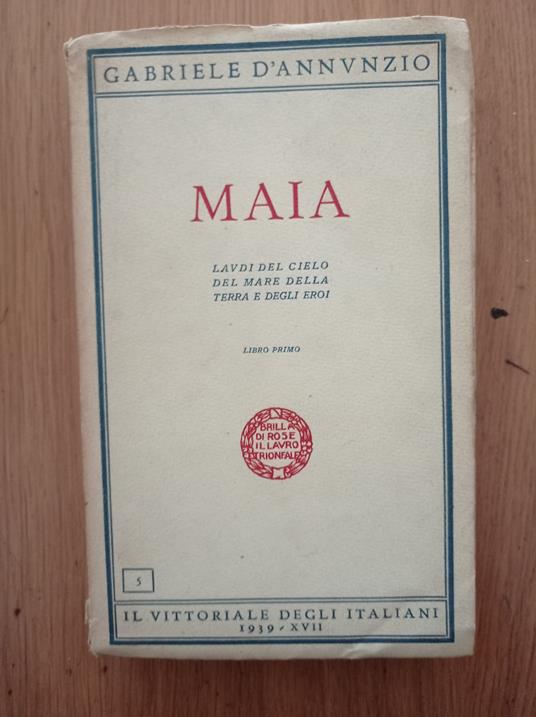 GABRIELE D'ANNVNZIO
MAIA
LAVDI DEL CIELO
DEL MARE DELLA
TERRA E DEGLI EROI
LIBRO PRIMO
BRILLA
DI ROSE
IL LAVRO
TRIONFALE
5
IL VITTORIALE DEGLI ITALIANI
1939-XVII